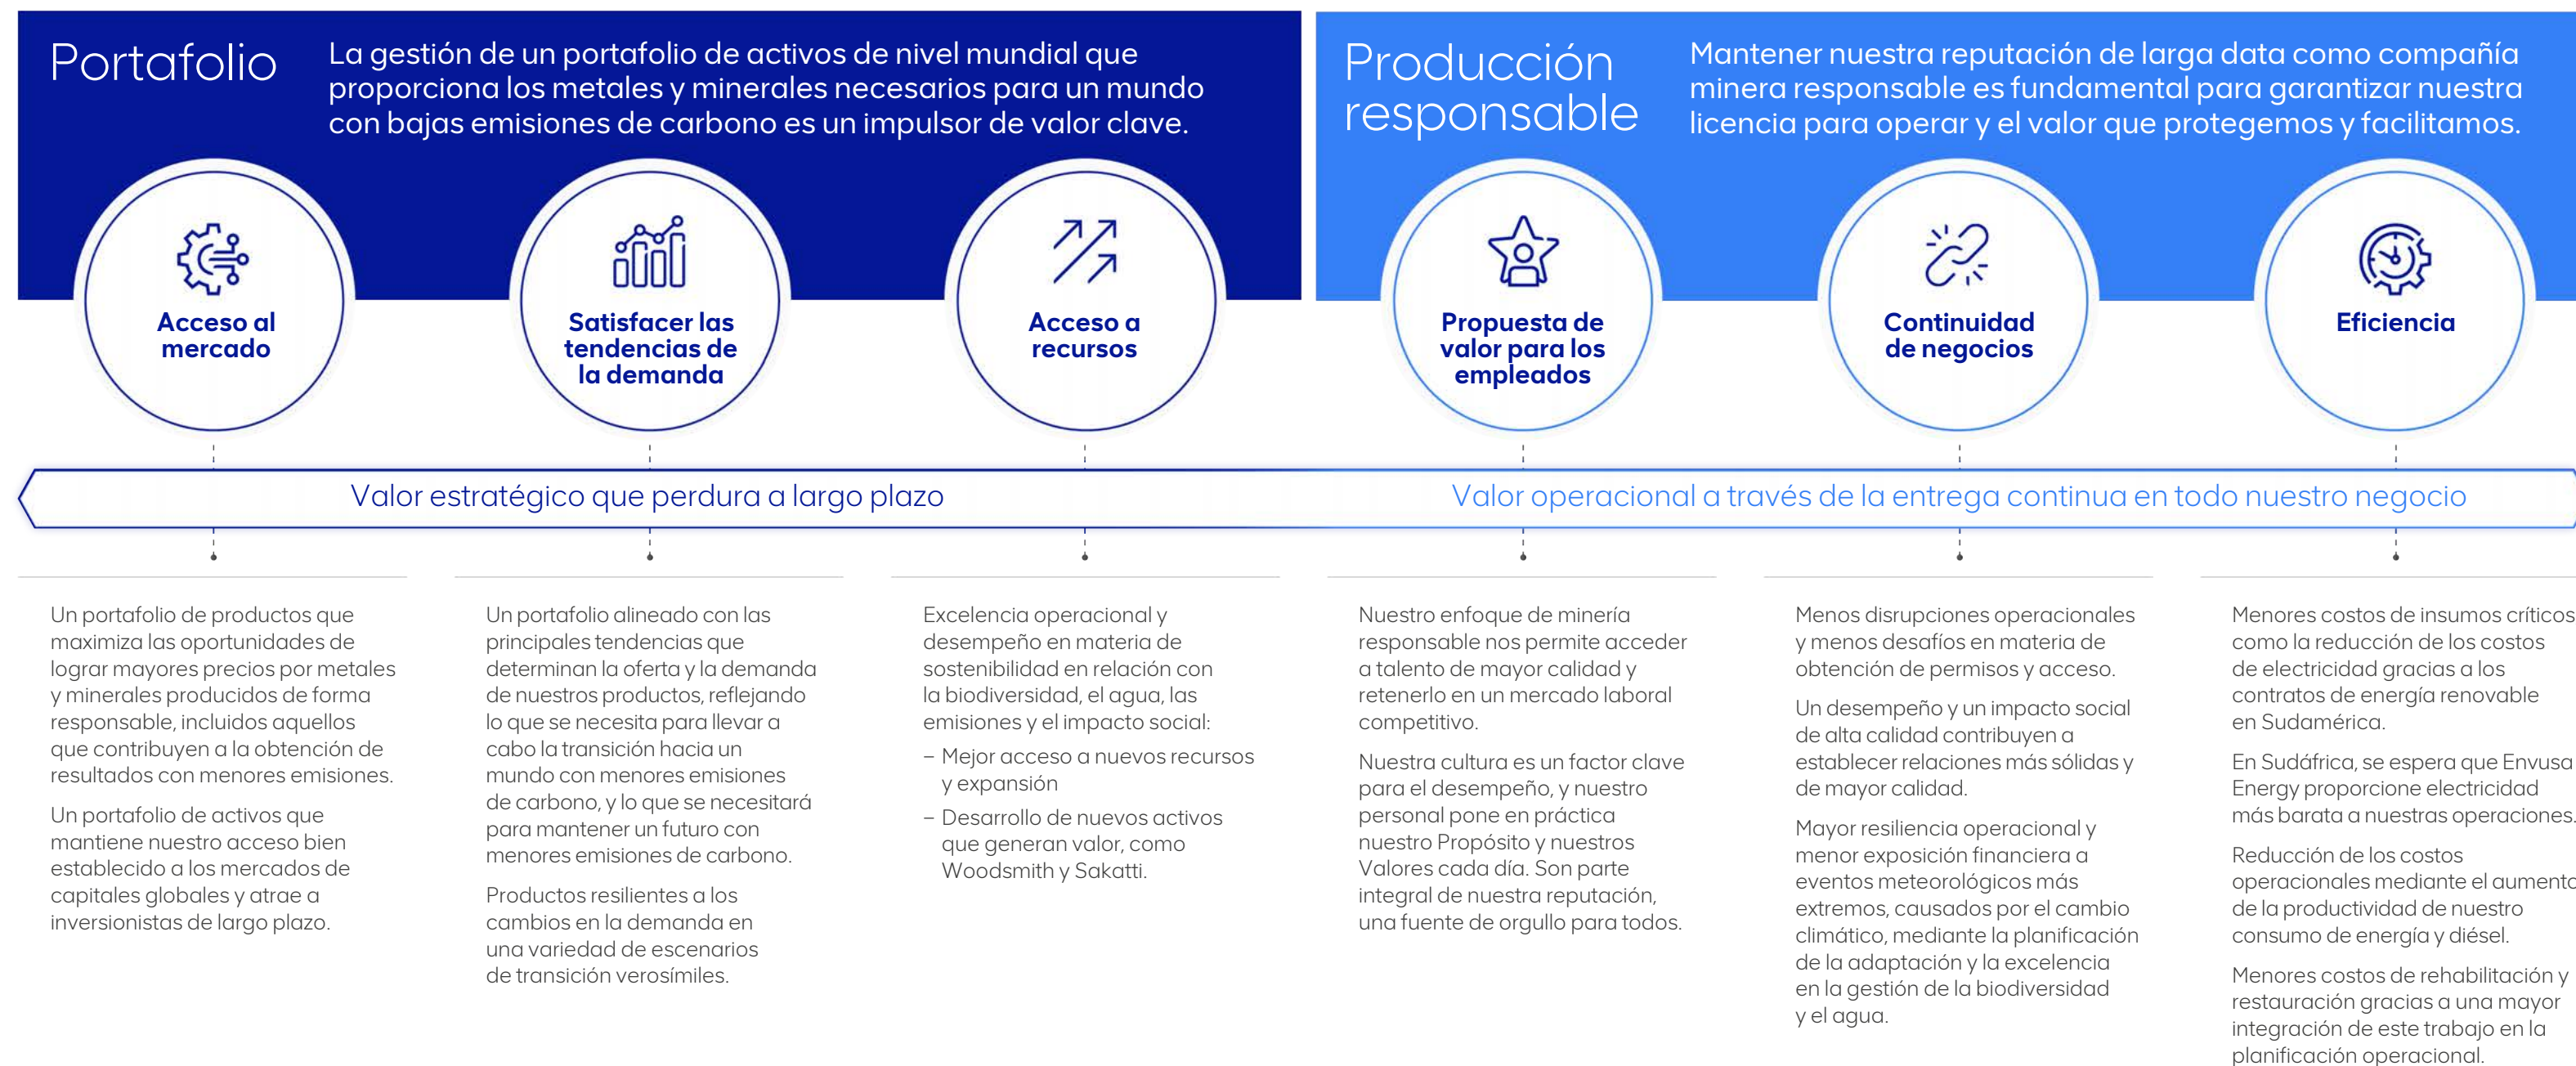 Portafolio
La gestión de un portafolio de activos de nivel mundial que
proporciona los metales y minerales necesarios para un mundo
con bajas emisiones de carbono es un impulsor de valor clave.
Producción
responsable
Mantener nuestra reputación de larga data como compañía
minera responsable es fundamental para garantizar nuestra
licencia para operar y el valor que protegemos y facilitamos.
Acceso al
mercado
Satisfacer las
tendencias de
la demanda
Acceso a
recursos
Propuesta de
valor para los
empleados
Continuidad
de negocios
Eficiencia
Valor estratégico que perdura a largo plazo
Valor operacional a través de la entrega continua en todo nuestro negocio
Un portafolio de productos que
maximiza las oportunidades de
lograr mayores precios por metales
y minerales producidos de forma
responsable, incluidos aquellos
que contribuyen a la obtención de
resultados con menores emisiones.
Un portafolio de activos que
mantiene nuestro acceso bien
establecido a los mercados de
capitales globales y atrae a
inversionistas de largo plazo.
Un portafolio alineado con las
principales tendencias que
determinan la oferta y la demanda
de nuestros productos, reflejando
lo que se necesita para llevar a
cabo la transición hacia un
mundo con menores emisiones
de carbono, y lo que se necesitará
para mantener un futuro con
menores emisiones de carbono.
Productos resilientes a los
cambios en la demanda en
una variedad de escenarios
de transición verosímiles.
Excelencia operacional y
desempeño en materia de
sostenibilidad en relación con
la biodiversidad, el agua, las
emisiones y el impacto social:
– Mejor acceso a nuevos recursos
y expansión
– Desarrollo de nuevos activos
que generan valor, como
Woodsmith y Sakatti.
Nuestro enfoque de minería
responsable nos permite acceder
a talento de mayor calidad y
retenerlo en un mercado laboral
competitivo.
Nuestra cultura es un factor clave
para el desempeño, y nuestro
personal pone en práctica
nuestro Propósito y nuestros
Valores cada día. Son parte
integral de nuestra reputación,
una fuente de orgullo para todos.
Menos disrupciones operacionales
y menos desafíos en materia de
obtención de permisos y acceso.
Un desempeño y un impacto social
de alta calidad contribuyen a
establecer relaciones más sólidas y
de mayor calidad.
Mayor resiliencia operacional y
menor exposición financiera a
eventos meteorológicos más
extremos, causados por el cambio
climático, mediante la planificación
de la adaptación y la excelencia
en la gestión de la biodiversidad
y el agua.
Menores costos de insumos críticos
como la reducción de los costos
de electricidad gracias a los
contratos de energía renovable
en Sudamérica.
En Sudáfrica, se espera que Envusa
Energy proporcione electricidad
más barata a nuestras operaciones.
Reducción de los costos
operacionales mediante el aumento
de la productividad de nuestro
consumo de energía y diésel.
Menores costos de rehabilitación y
restauración gracias a una mayor
integración de este trabajo en la
planificación operacional.